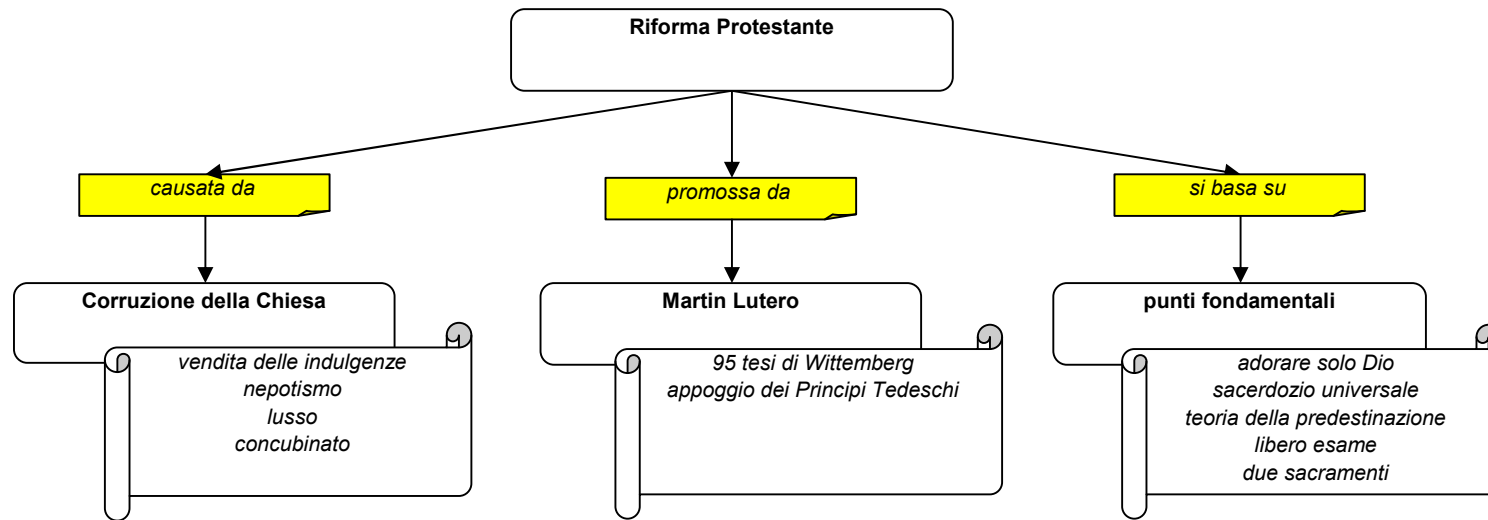 Riforma Protestante
causata da
promossa da
si basa su
Corruzione della Chiesa
vendita delle indulgenze
nepotismo
lusso
concubinato
Martin Lutero
95 tesi di Wittemberg
appoggio dei Principi Tedeschi
punti fondamentali
adorare solo Dio
sacerdozio universale
teoria della predestinazione
libero esame
due sacramenti